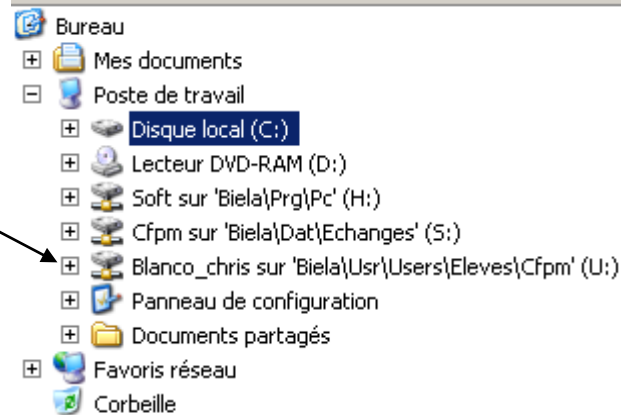 Bureau
Mes documents
Poste de travail
Disque local (C:)
Lecteur DVD-RAM (D:)
Soft sur 'Biela\Prg\Pc' (H:)
Cfpm sur 'Biela\Dat\Echanges' (S:)
Blanco_chris sur 'Biela\Usr\Users\Eleves\Cfpm' (U:)
Panneau de configuration
Documents partagés
Favoris réseau
Corbeille